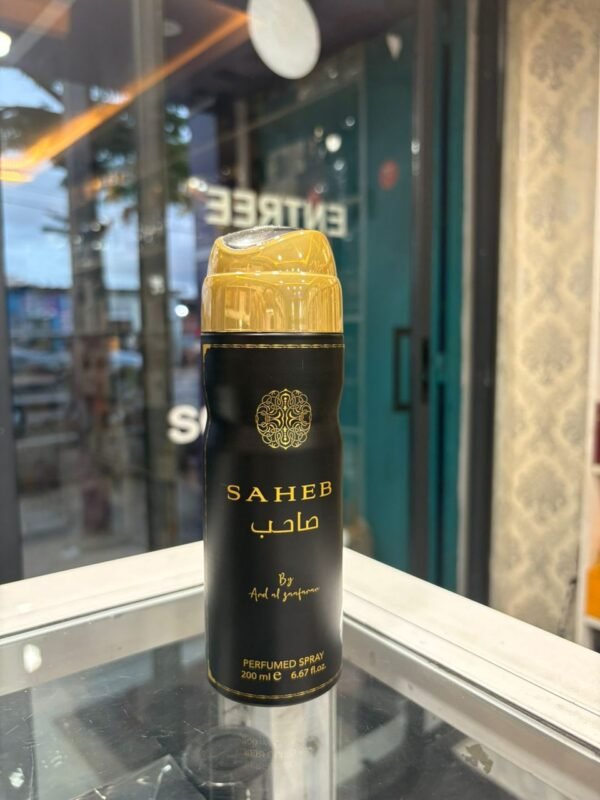 ENTREE
SAHEB
صاحب
By
Ard al zaafaran
PERFUMED SPRAY
200 ml e 6.67 fl.oz.